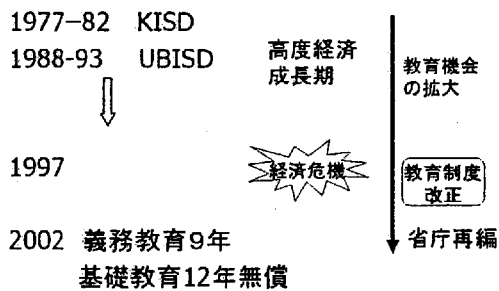 1977−82 KISD
1988-93 UBISD
高度経済
成長期
教育機会
の拡大
1997
経済危機
教育制度
改正
2002 義務教育9年
基礎教育12年無償
省庁再編